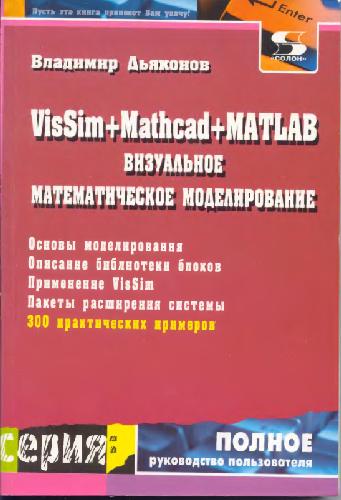 Пусть эта книга принесет Вам удачу!
Enter
S
«СОЛОН»
Владимир Дьяконов
VisSim+Mathcad+MATLAB
ВИЗУАЛЬНОЕ
МАТЕМАТИЧЕСКОЕ МОДЕЛИРОВАНИЕ
Основы моделирования
Описание библиотеки блоков
Применение VisSim
Пакеты расширения системы
300 практических примеров
серия:
ПОЛНОЕ
руководство пользователя